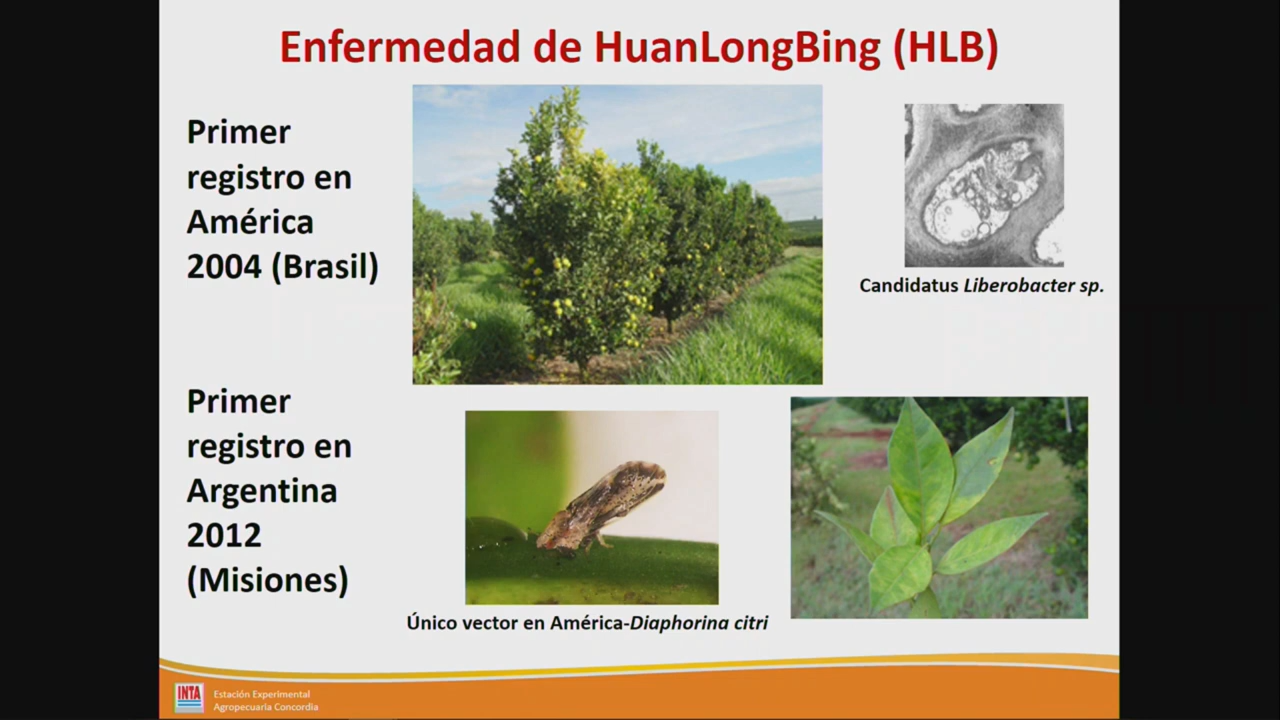 Enfermedad de HuanLongBing (HLB)
Primer
registro en
América
2004 (Brasil)
Candidatus Liberobacter sp.
Primer
registro en
Argentina
2012
(Misiones)
Único vector en América-Diaphorina citri
INTA
Estación Experimental
Agropecuaria Concordia